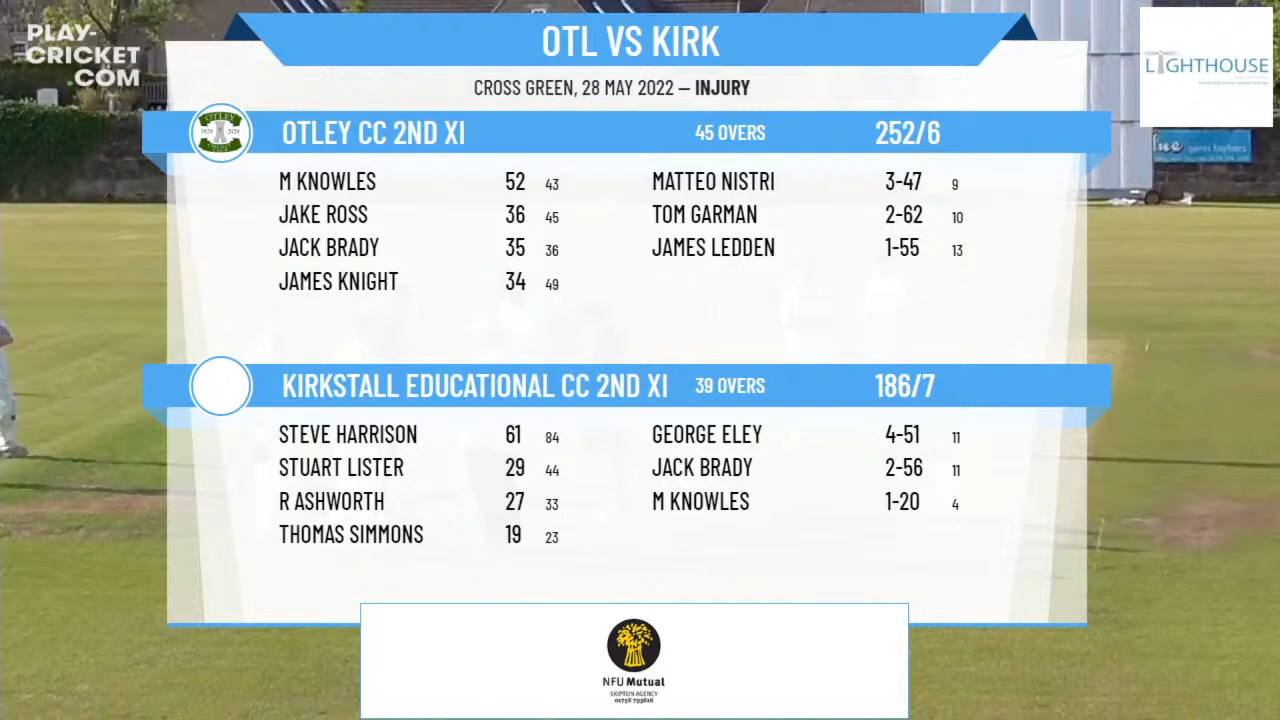 PLAY-
CRICKET
.COM
OTL VS KIRK
LIGHTHOUSE
CROSS GREEN, 28 MAY 2022 – INJURY
OTLEY CC 2ND XI 45 OVERS 252/6
M KNOWLES 52 43 MATTEO NISTRI 3-47 9
JAKE ROSS 36 45 TOM GARMAN 2-62 10
JACK BRADY 35 36 JAMES LEDDEN 1-55 13
JAMES KNIGHT 34 49
KIRKSTALL EDUCATIONAL CC 2ND XI 39 OVERS 186/7
STEVE HARRISON 61 84 GEORGE ELEY 4-51 11
STUART LISTER 29 44 JACK BRADY 2-56 11
R ASHWORTH 27 33 M KNOWLES 1-20 4
THOMAS SIMMONS 19 23
NFU Mutual
SKIPTON AGENCY